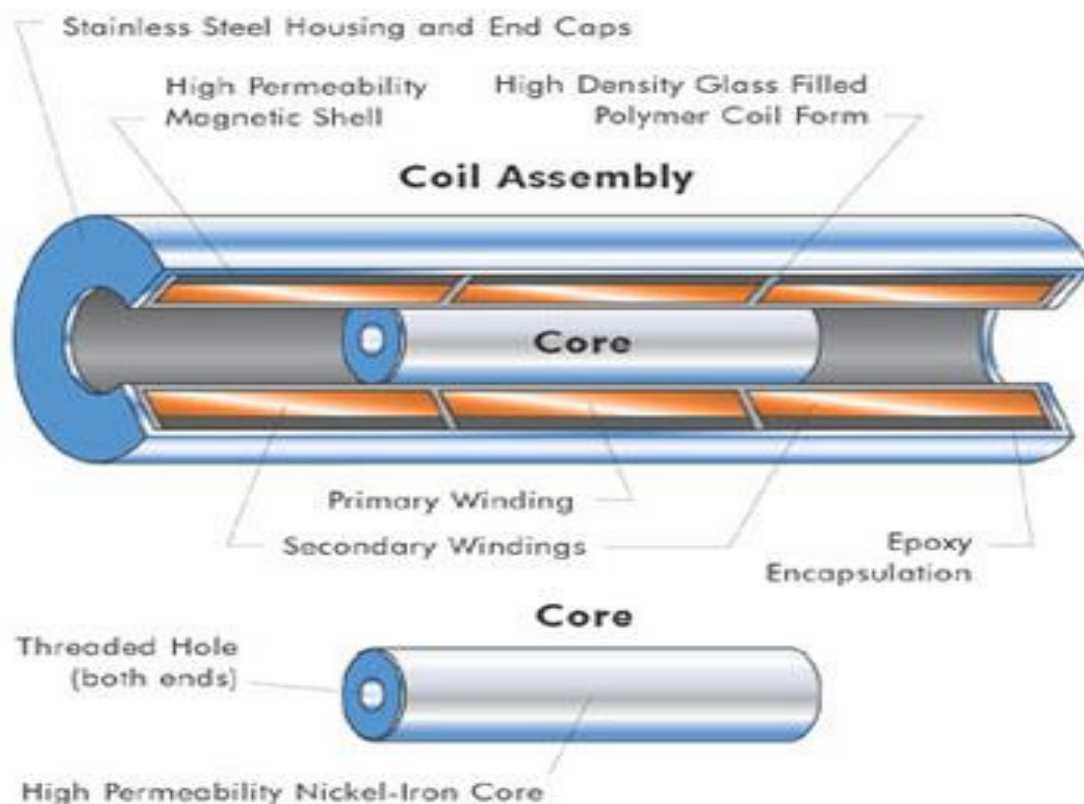 Stainless Steel Housing and End Caps
High Permeability
Magnetic Shell
High Density Glass Filled
Polymer Coil Form
Coil Assembly
Core
Primary Winding
Secondary Windings
Epoxy
Encapsulation
Core
Threaded Hole
(both ends)
High Permeability Nickel-Iron Core